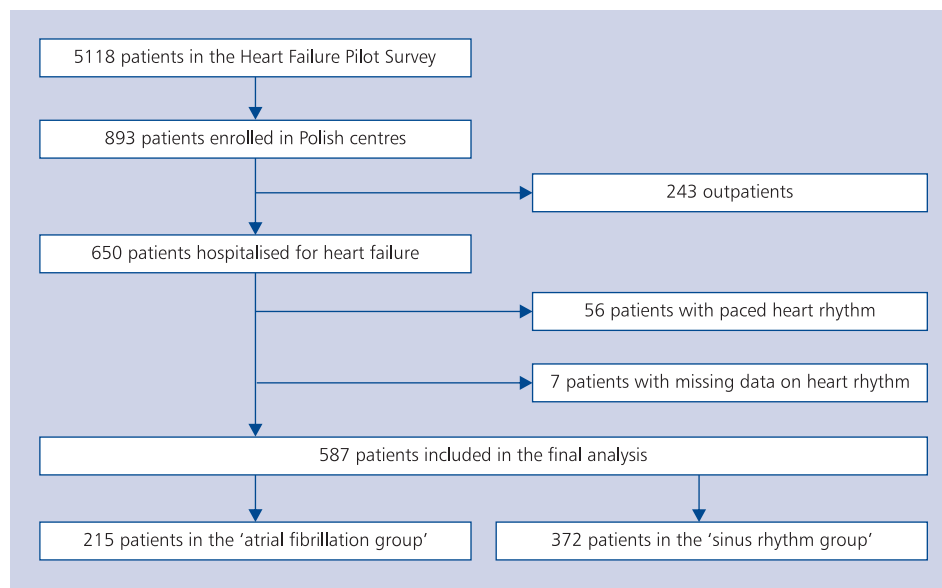 5118 patients in the Heart Failure Pilot Survey
893 patients enrolled in Polish centres
243 outpatients
650 patients hospitalised for heart failure
56 patients with paced heart rhythm
7 patients with missing data on heart rhythm
587 patients included in the final analysis
215 patients in the ‘atrial fibrillation group’
372 patients in the ‘sinus rhythm group’